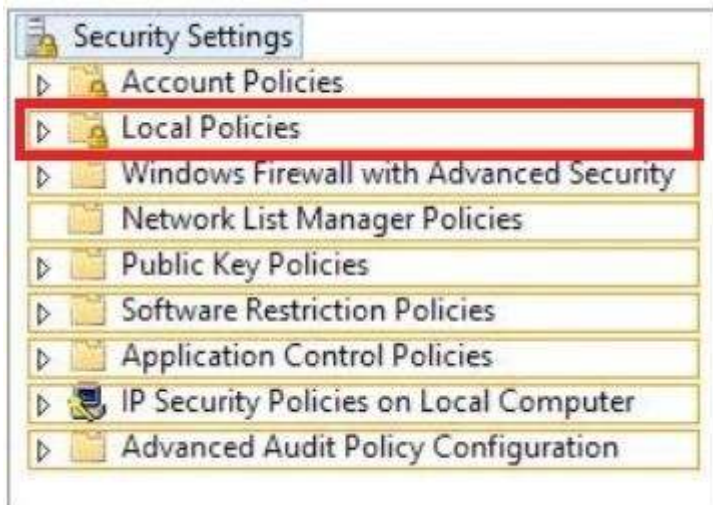 Security Settings
Account Policies
Local Policies
Windows Firewall with Advanced Security
Network List Manager Policies
Public Key Policies
Software Restriction Policies
Application Control Policies
IP Security Policies on Local Computer
Advanced Audit Policy Configuration